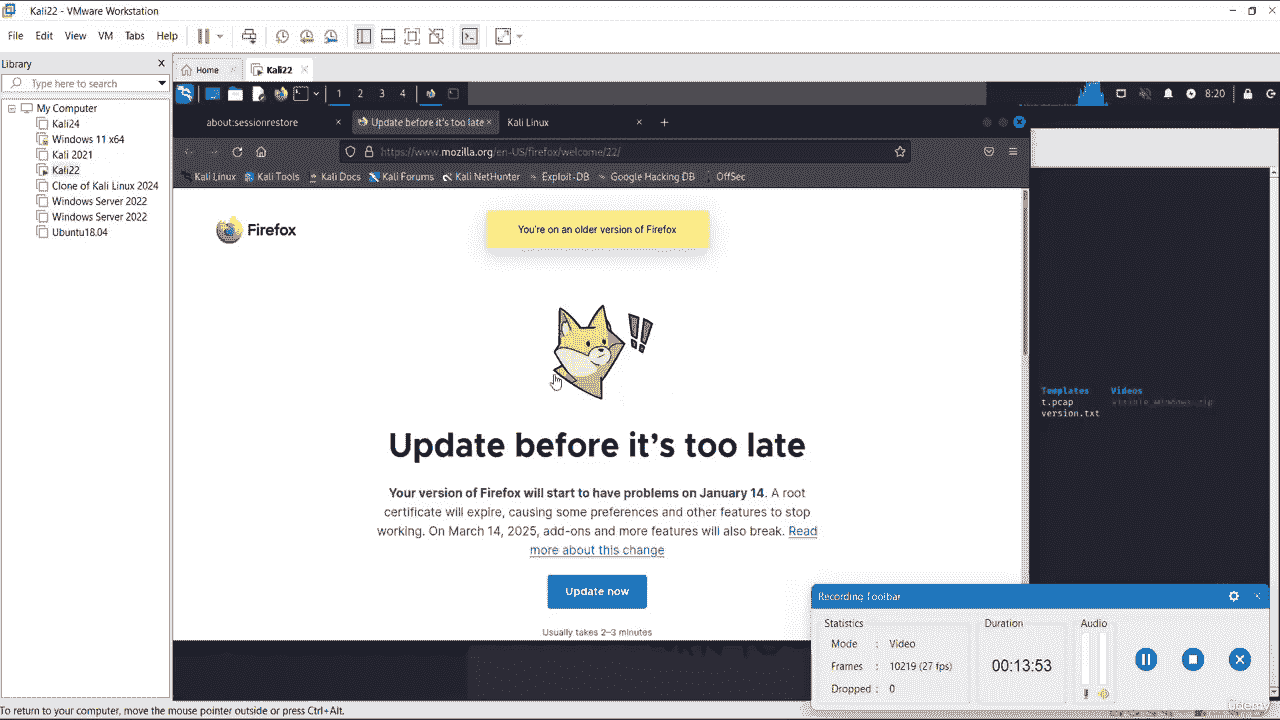 Kali22 - VMware Workstation
File Edit View VM Tabs Help
Library
Type here to search
My Computer
Kali24
Windows 11 x64
Kali 2021
Kali22
Clone of Kali Linux 2024
Windows Server 2022
Windows Server 2022
Ubuntu18.04
Home Kali22
1 2 3 4 8:20
about:sessionrestore Update before it's too late Kali Linux
https://www.mozilla.org/en-US/firefox/welcome/22/
Kali Linux Kali Tools Kali Docs Kali Forums Kali NetHunter Exploit-DB Google Hacking DB OffSec
Firefox
You're on an older version of Firefox
!!
Update before it’s too late
Your version of Firefox will start to have problems on January 14. A root
certificate will expire, causing some preferences and other features to stop
working. On March 14, 2025, add-ons and more features will also break. Read
more about this change
Update now
Usually takes 2–3 minutes
Templates Videos
t.pcap
version.txt
Recording Toolbar
Statistics Duration Audio
Mode : Video
Frames : 10219 (27 fps)
Dropped : 0
00:13:53
To return to your computer, move the mouse pointer outside or press Ctrl+Alt.
Udemy